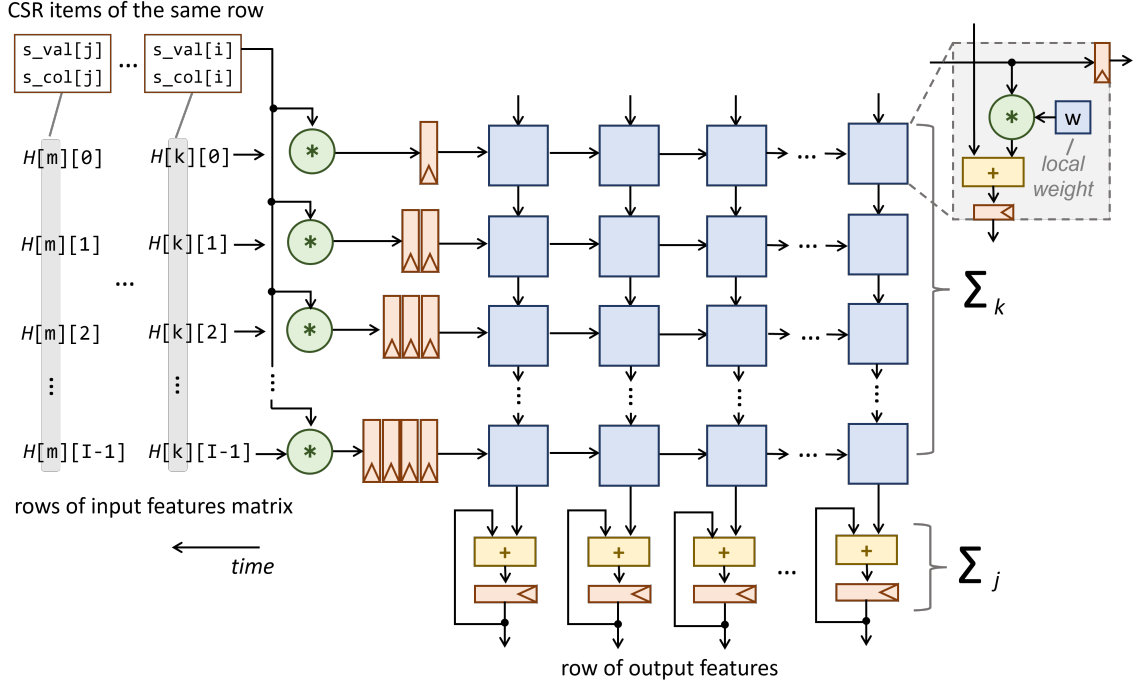 CSR items of the same row
s_val[j]
s_col[j]
...
s_val[i]
s_col[i]
*
w
+
local
weight
H[m][0]
H[k][0]
*
...
H[m][1]
H[k][1]
*
...
...
Σ k
H[m][2]
H[k][2]
*
...
...
...
...
...
...
...
...
H[m][I-1]
H[k][I-1]
*
...
rows of input features matrix
time
+
+
+
...
+
Σ j
row of output features